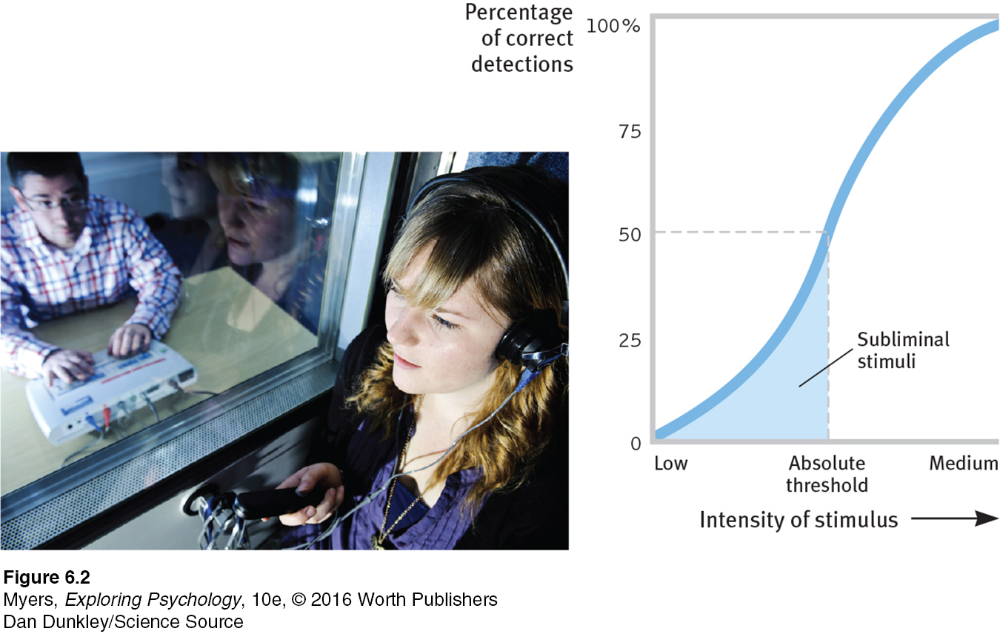 Percentage
of correct
detections
100%
75
50
25
0
Subliminal
stimuli
Low
Absolute
threshold
Medium
Intensity of stimulus
Figure 6.2
Myers, Exploring Psychology, 10e, © 2016 Worth Publishers
Dan Dunkley/Science Source